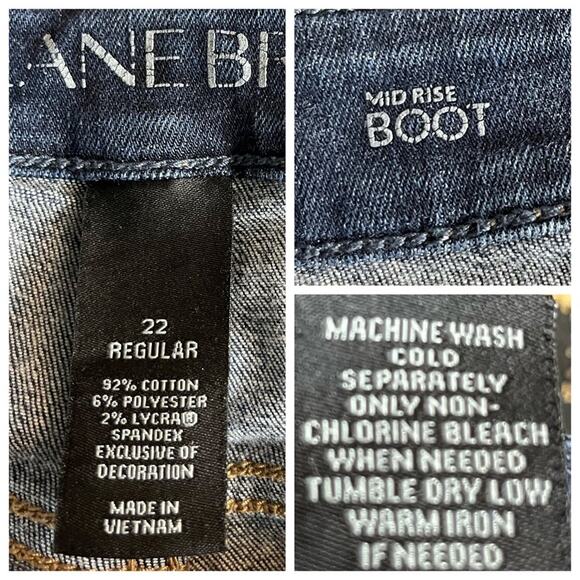 LANE BR
22
REGULAR
92% COTTON
6% POLYESTER
2% LYCRA®
SPANDEX
EXCLUSIVE OF
DECORATION
MADE IN
VIETNAM
MID RISE
BOOT
MACHINE WASH
COLD
SEPARATELY
ONLY NON-
CHLORINE BLEACH
WHEN NEEDED
TUMBLE DRY LOW
WARM IRON
IF NEEDED